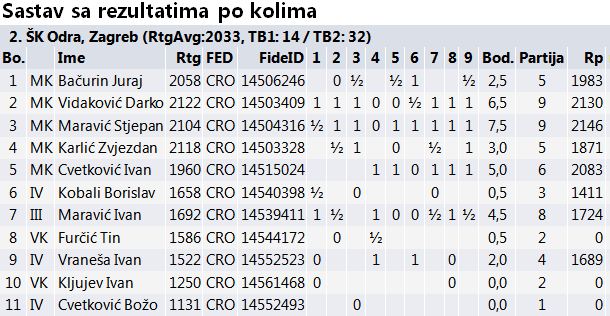 Sastav sa rezultatima po kolima
2. ŠK Odra, Zagreb (RtgAvg:2033, TB1: 14 / TB2: 32)
Bo. Ime Rtg FED FideID 1 2 3 4 5 6 7 8 9 Bod. Partija Rp
1 MK Bačurin Juraj 2058 CRO 14506246 0 ½ ½ 1 ½ 2,5 5 1983
2 MK Vidaković Darko 2122 CRO 14503409 1 1 1 0 0 ½ 1 1 1 6,5 9 2130
3 MK Maravić Stjepan 2104 CRO 14504316 ½ 1 0 1 1 1 1 1 1 7,5 9 2146
4 MK Karlić Zvjezdan 2118 CRO 14503328 ½ 1 0 ½ 1 3,0 5 1871
5 MK Cvetković Ivan 1960 CRO 14515024 1 1 0 1 1 1 5,0 6 2083
6 IV Kobali Borislav 1658 CRO 14540398 ½ 0 0 0,5 3 1411
7 III Maravić Ivan 1692 CRO 14539411 1 ½ 1 0 0 ½ 1 ½ 4,5 8 1724
8 VK Furčić Tin 1586 CRO 14544172 0 ½ 0,5 2 0
9 IV Vraneša Ivan 1522 CRO 14552523 0 1 1 0 2,0 4 1689
10 VK Kljujev Ivan 1250 CRO 14561468 0 0 0,0 2 0
11 IV Cvetković Božo 1131 CRO 14552493 0 0,0 1 0